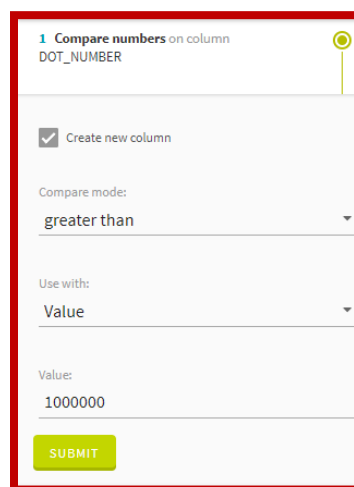 1 Compare numbers on column
DOT_NUMBER
Create new column
Compare mode:
greater than
Use with:
Value
Value:
1000000
SUBMIT